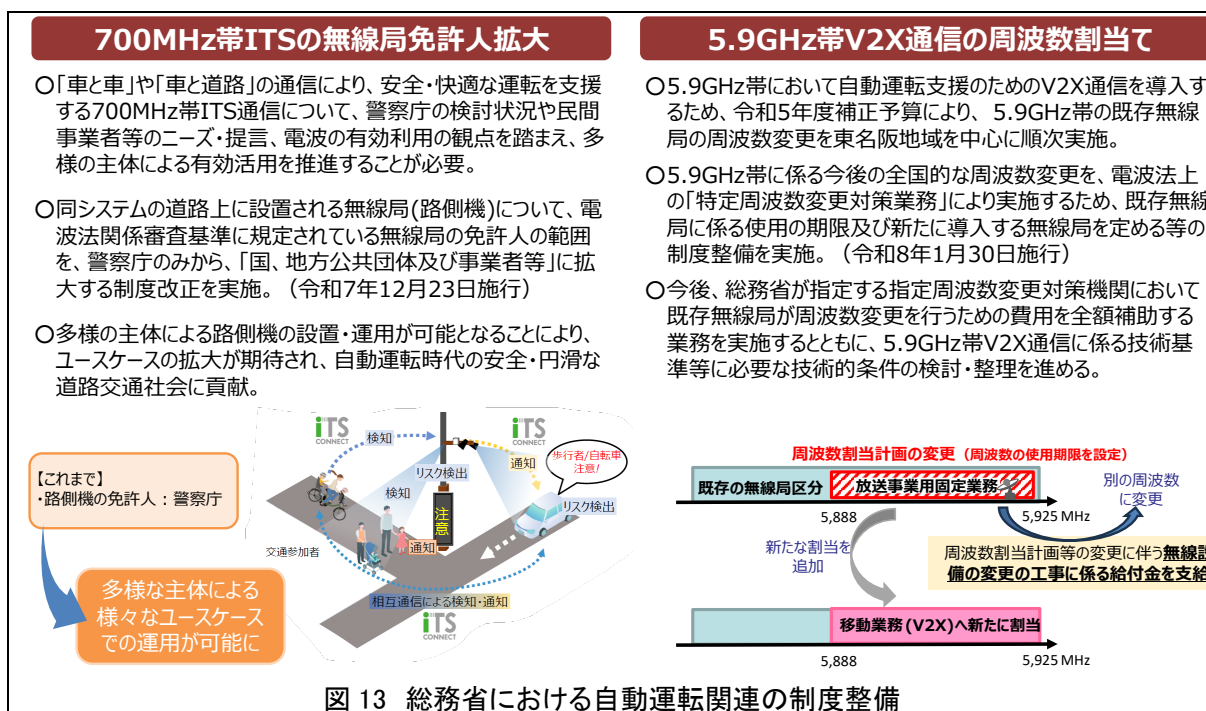 700MHz帯ITSの無線局免許人拡大
〇「車と車」や「車と道路」の通信により、安全・快適な運転を支援
する700MHz帯ITS通信について、警察庁の検討状況や民間
事業者等のニーズ・提言、電波の有効利用の観点を踏まえ、多
様の主体による有効活用を推進することが必要。
〇同システムの道路上に設置される無線局(路側機)について、電
波法関係審査基準に規定されている無線局の免許人の範囲
を、警察庁のみから、「国、地方公共団体及び事業者等」に拡
大する制度改正を実施。（令和7年12月23日施行）
〇多様の主体による路側機の設置・運用が可能となることにより、
ユースケースの拡大が期待され、自動運転時代の安全・円滑な
道路交通社会に貢献。
【これまで】
・路側機の免許人：警察庁
多様な主体による
様々なユースケース
での運用が可能に
iTS
CONNECT
検知
iTS
CONNECT
リスク検出
通知
歩行者/自転車
注意!
検知
リスク検出
注意
通知
交通参加者
相互通信による検知・通知
iTS
CONNECT
5.9GHz帯V2X通信の周波数割当て
〇5.9GHz帯において自動運転支援のためのV2X通信を導入す
るため、令和5年度補正予算により、5.9GHz帯の既存無線
局の周波数変更を東名阪地域を中心に順次実施。
〇5.9GHz帯に係る今後の全国的な周波数変更を、電波法上
の「特定周波数変更対策業務」により実施するため、既存無線
局に係る使用の期限及び新たに導入する無線局を定める等の
制度整備を実施。（令和8年1月30日施行）
〇今後、総務省が指定する指定周波数変更対策機関において
既存無線局が周波数変更を行うための費用を全額補助する
業務を実施するとともに、5.9GHz帯V2X通信に係る技術基
準等に必要な技術的条件の検討・整理を進める。
周波数割当計画の変更（周波数の使用期限を設定）
既存の無線局区分
放送事業用固定業務
別の周波数
に変更
5,888
5,925 MHz
新たな割当を
追加
周波数割当計画等の変更に伴う無線設
備の変更の工事に係る給付金を支給
移動業務(V2X)へ新たに割当
5,888
5,925 MHz
図 13 総務省における自動運転関連の制度整備